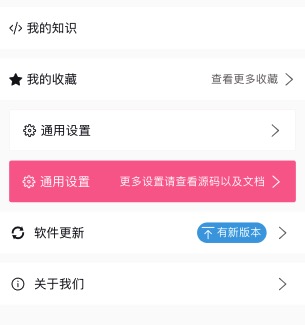 我的知识
我的收藏 查看更多收藏
通用设置
通用设置 更多设置请查看源码以及文档
软件更新 有新版本
关于我们